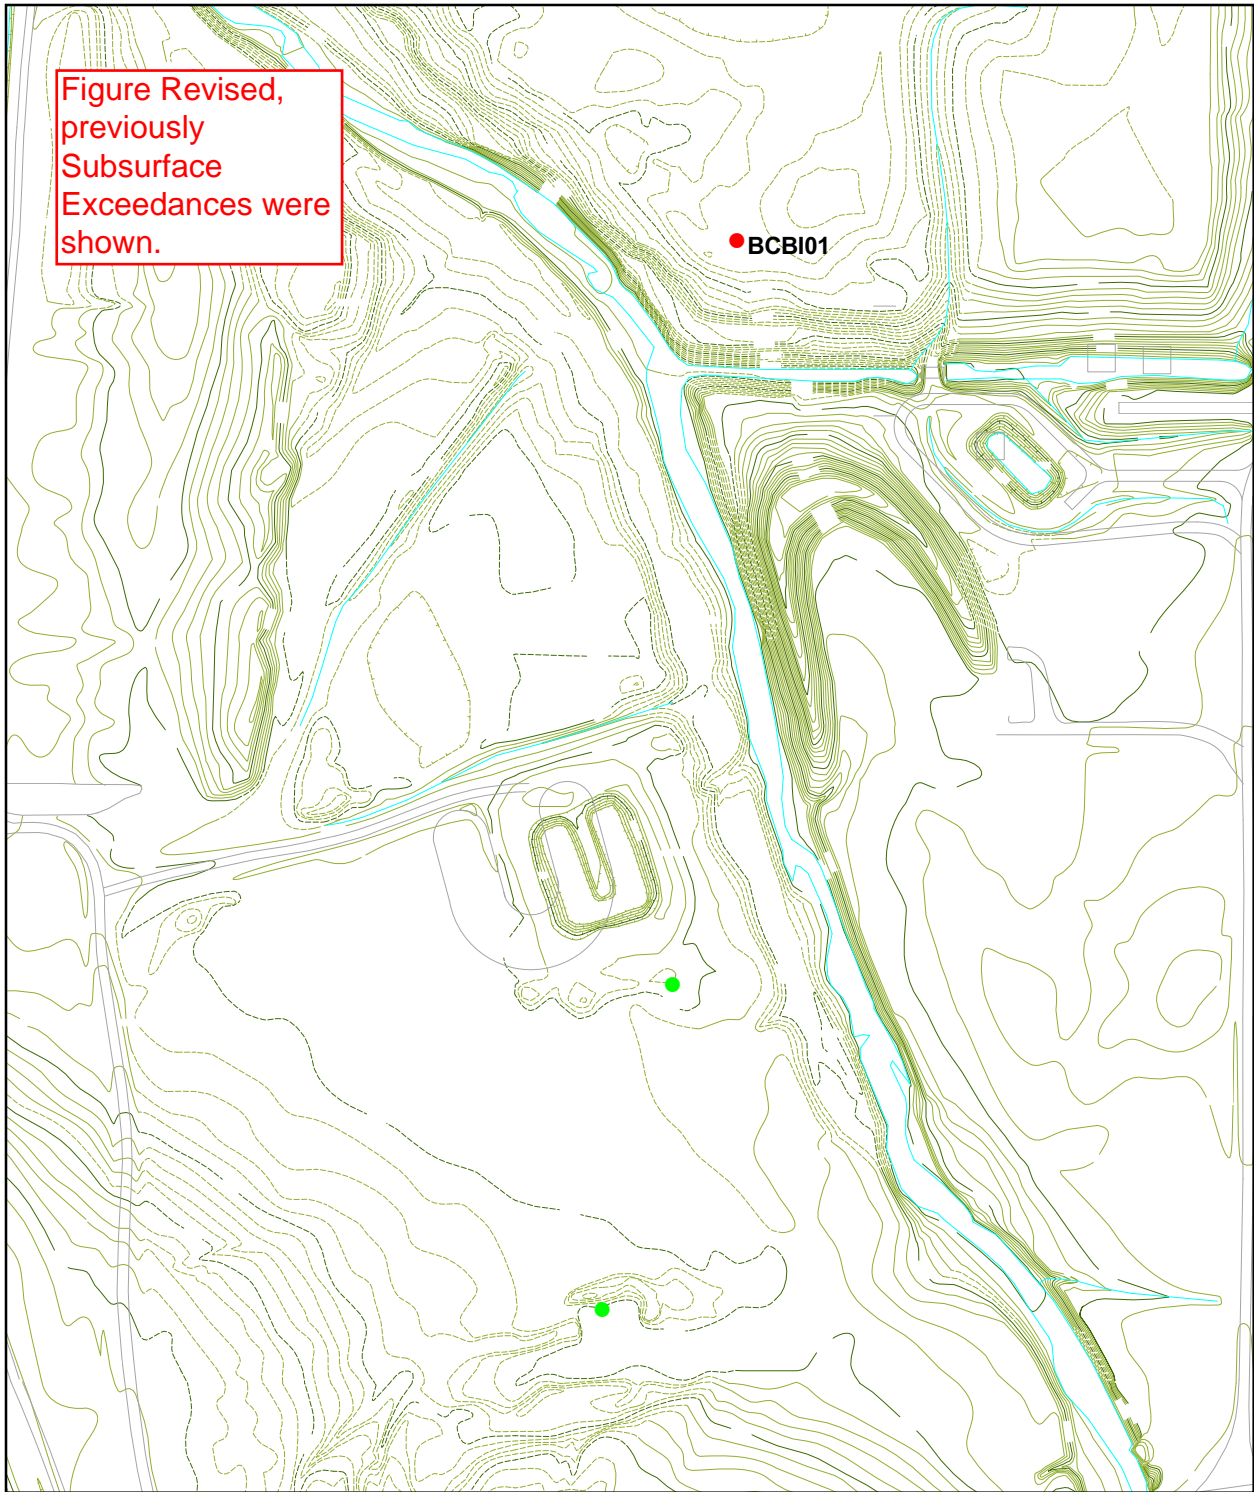 Figure Revised,
previously
Subsurface
Exceedances were
shown.
BCBI01